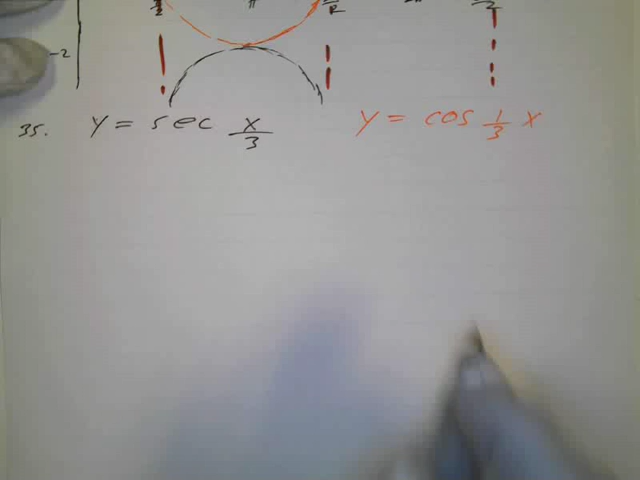 -2
35. y = sec x/3
y = cos 1/3 x